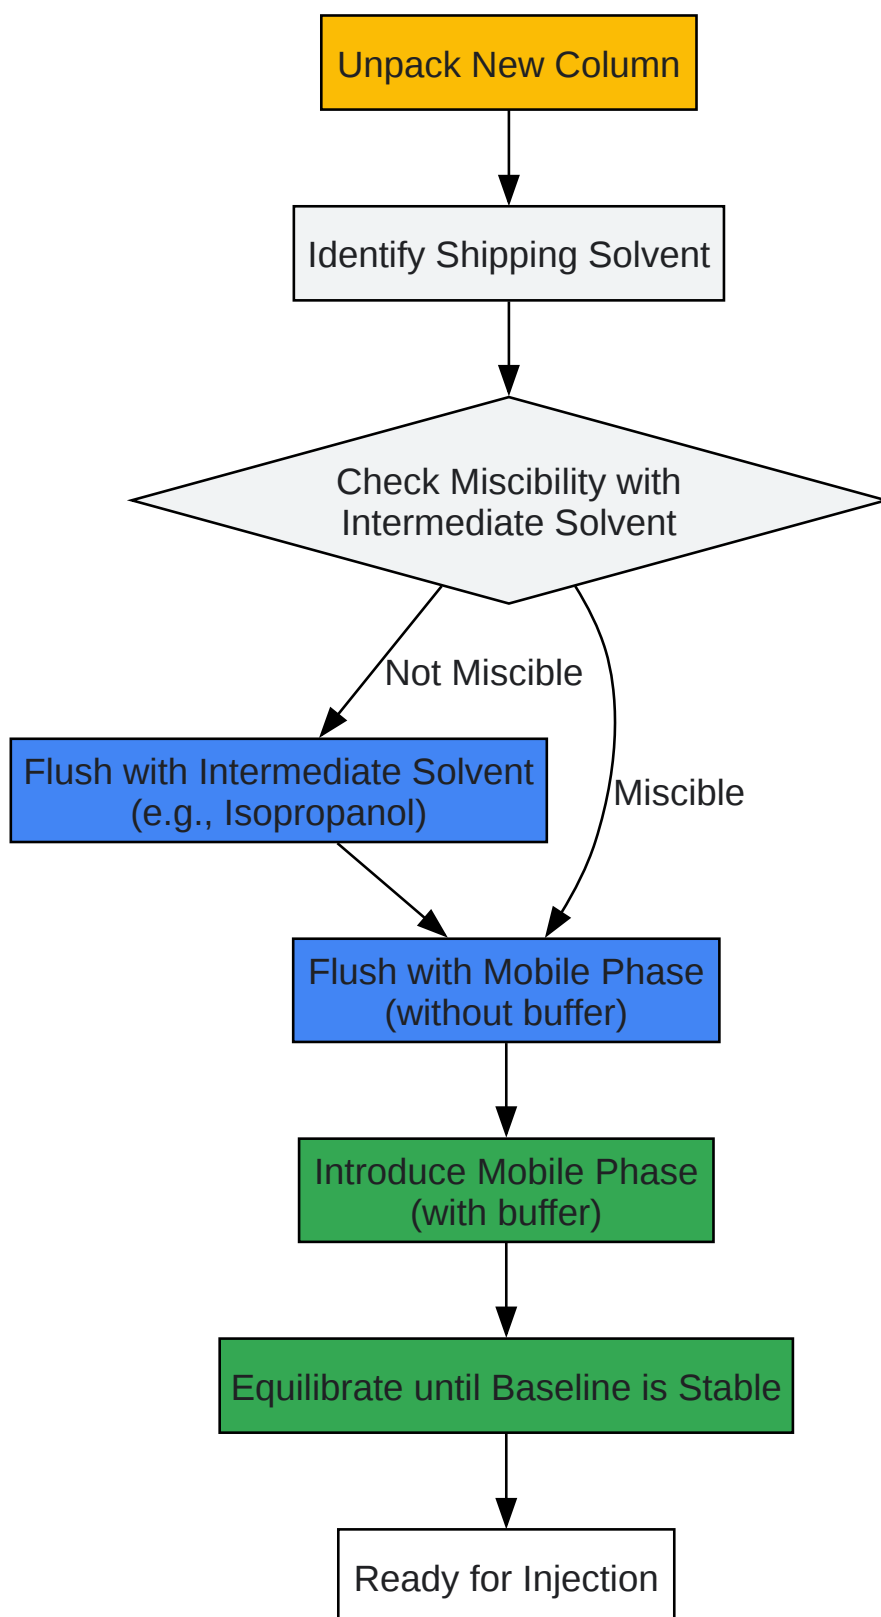 Unpack New Column
Identify Shipping Solvent
Check Miscibility with
Intermediate Solvent
Not Miscible
Flush with Intermediate Solvent
(e.g., Isopropanol)
Miscible
Flush with Mobile Phase
(without buffer)
Introduce Mobile Phase
(with buffer)
Equilibrate until Baseline is Stable
Ready for Injection